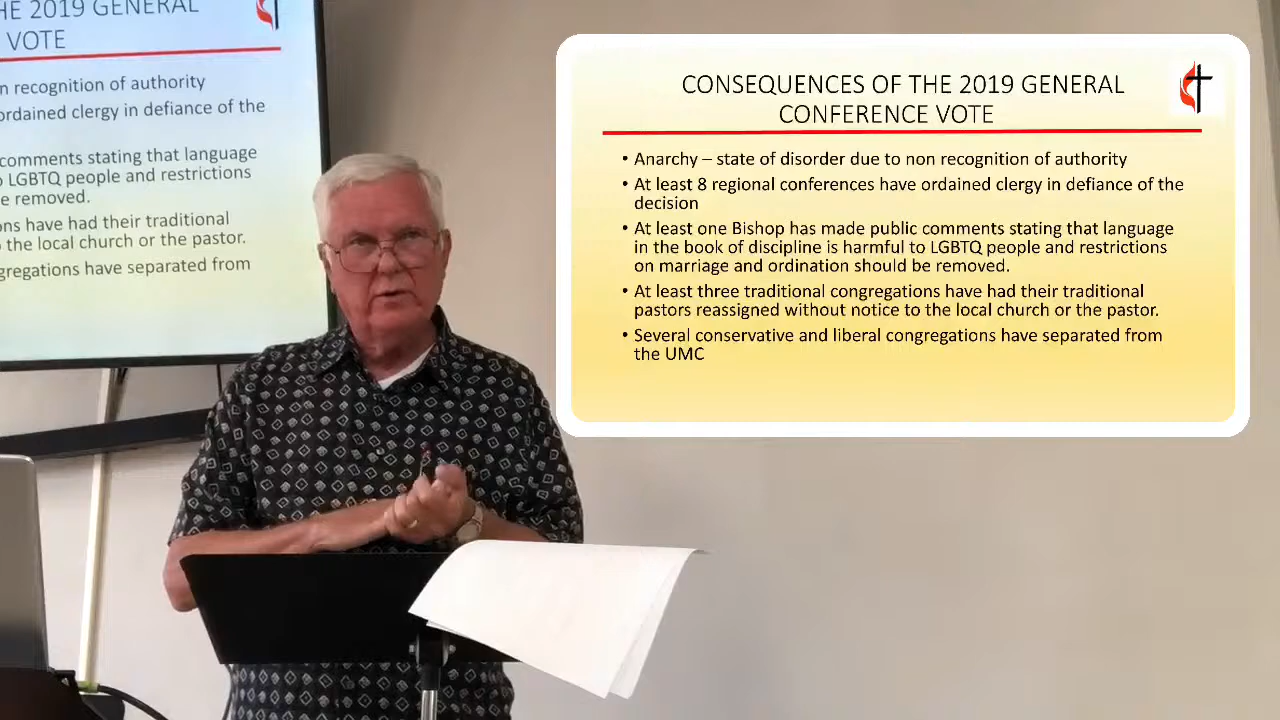 HE 2019 GENERAL
VOTE
n recognition of authority
ordained clergy in defiance of the
comments stating that language
o LGBTQ people and restrictions
e removed.
ns have had their traditional
the local church or the pastor.
gregations have separated from
CONSEQUENCES OF THE 2019 GENERAL
CONFERENCE VOTE
• Anarchy – state of disorder due to non recognition of authority
• At least 8 regional conferences have ordained clergy in defiance of the
decision
• At least one Bishop has made public comments stating that language
in the book of discipline is harmful to LGBTQ people and restrictions
on marriage and ordination should be removed.
• At least three traditional congregations have had their traditional
pastors reassigned without notice to the local church or the pastor.
• Several conservative and liberal congregations have separated from
the UMC